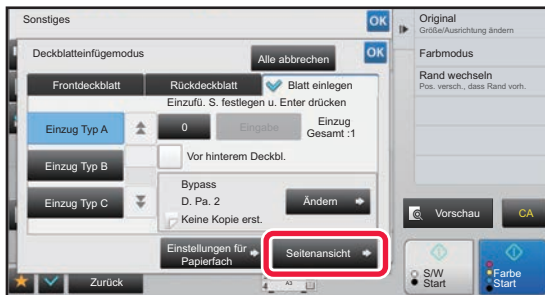 Sonstiges
OK
Deckblatteinfügemodus
Alle abbrechen
OK
Frontdeckblatt
Rückdeckblatt
Blatt einlegen
Einzufü. S. festlegen u. Enter drücken
Einzug Typ A
0
Eingabe
Einzug
Gesamt :1
Vor hinterem Deckbl.
Einzug Typ B
Bypass
D. Pa. 2
Keine Kopie erst.
Ändern
Einzug Typ C
Einstellungen für
Papierfach
Seitenansicht
Zurück
4
A3
Original
Größe/Ausrichtung ändern
Farbmodus
Rand wechseln
Pos. versch., dass Rand vorh.
Vorschau
CA
S/W
Start
Farbe
Start